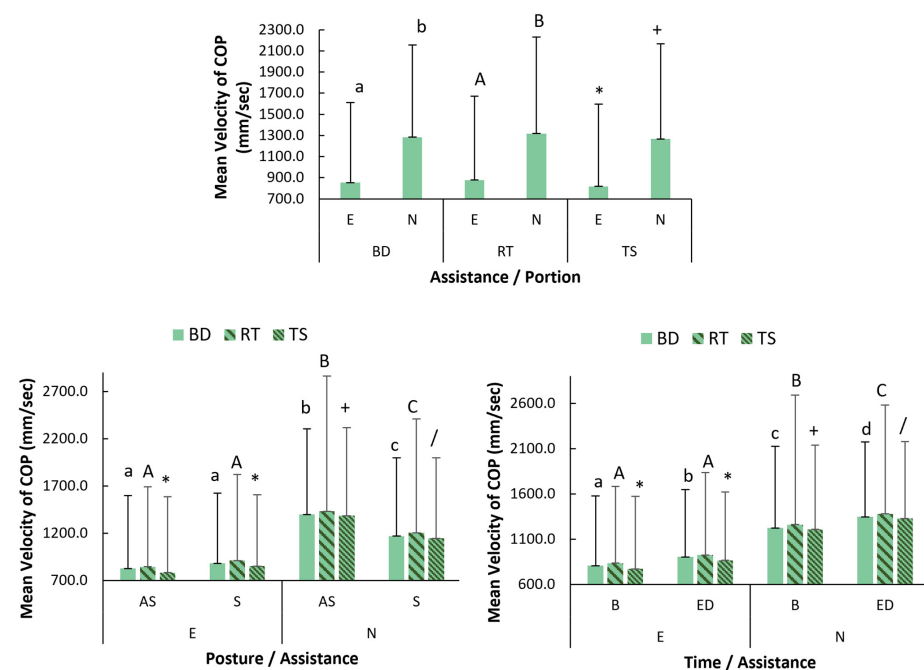 Mean Velocity of COP
(mm/sec)
2300.0
2100.0
1900.0
1700.0
1500.0
1300.0
1100.0
900.0
700.0
a
b
A
B
*
+
E N E N E N
BD RT TS
Assistance / Portion
BD RT TS
Mean Velocity of COP (mm/sec)
2700.0
2200.0
1700.0
1200.0
700.0
a A *
a A *
b B +
c C /
AS S AS S
E N
Posture / Assistance
BD RT TS
Mean Velocity of COP (mm/sec)
2600.0
2100.0
1600.0
1100.0
600.0
a A *
b A *
c B +
d C /
B ED B ED
E N
Time / Assistance